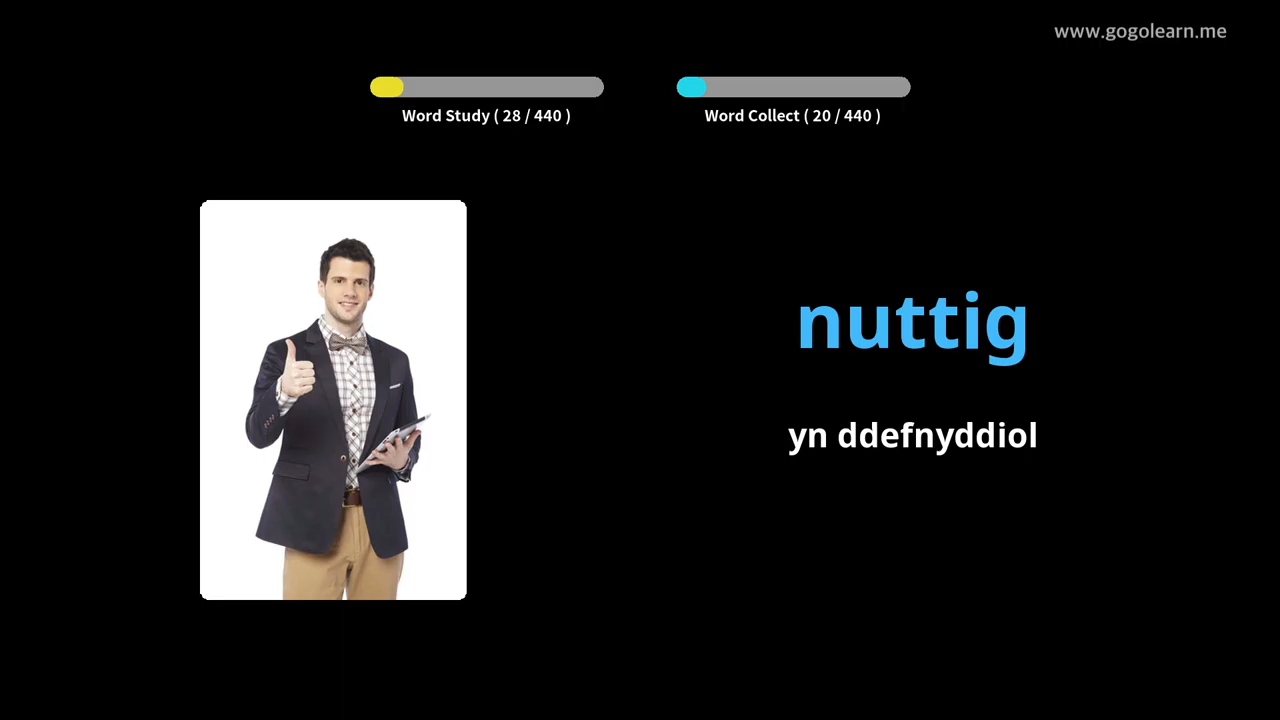 www.gogolearn.me
Word Study ( 28 / 440 )
Word Collect ( 20 / 440 )
nuttig
yn ddefnyddiol